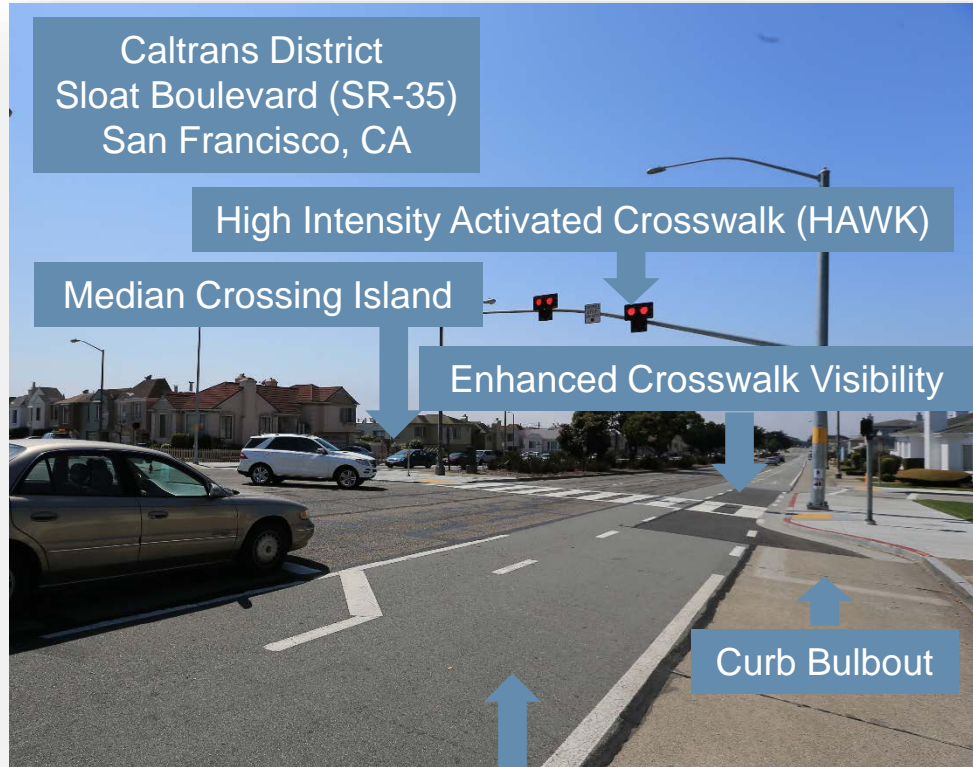 Caltrans District
Sloat Boulevard (SR-35)
San Francisco, CA
High Intensity Activated Crosswalk (HAWK)
Median Crossing Island
Enhanced Crosswalk Visibility
Curb Bulbout